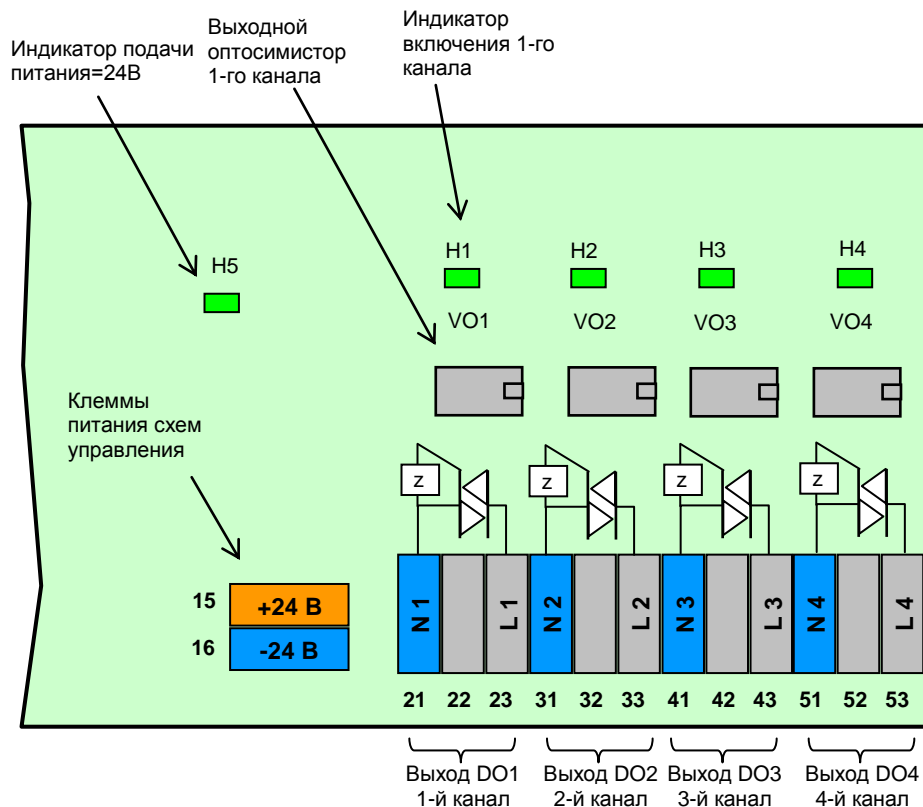 Выходной
оптосимистор
1-го канала
Индикатор
включения 1-го
канала
Индикатор подачи
питания=24В
H5
H1
H2
H3
H4
VO1
VO2
VO3
VO4
Клеммы
питания схем
управления
z
z
z
z
15
+24 В
16
-24 В
N 1
L 1
N 2
L 2
N 3
L 3
N 4
L 4
21 22 23 31 32 33 41 42 43 51 52 53
Выход DO1
1-й канал
Выход DO2
2-й канал
Выход DO3
3-й канал
Выход DO4
4-й канал